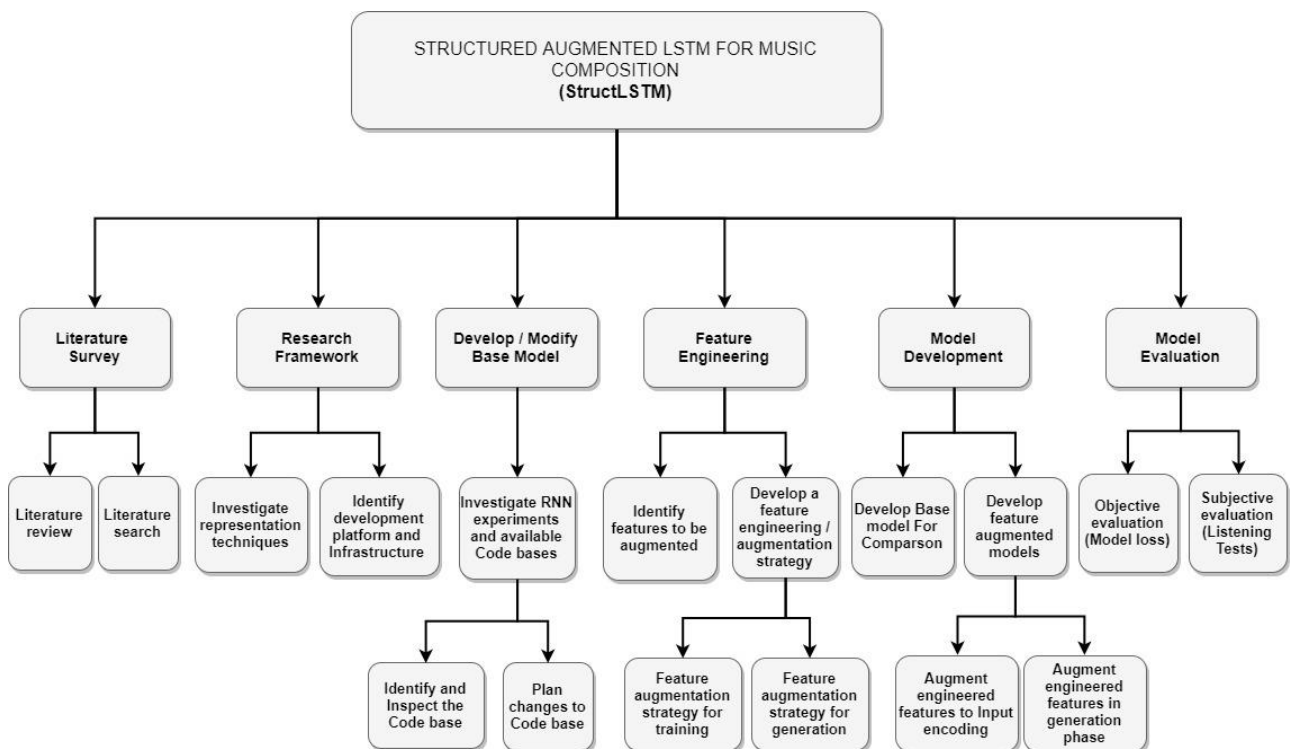 STRUCTURED AUGMENTED LSTM FOR MUSIC
COMPOSITION
(StructLSTM)
Literature
Survey
Research
Framework
Develop / Modify
Base Model
Feature
Engineering
Model
Development
Model
Evaluation
Literature
review
Literature
search
Investigate
representation
techniques
Identify
development
platform and
Infrastructure
Investigate RNN
experiments
and available
Code bases
Identify
features to be
augmented
Develop a
feature
engineering /
augmentation
strategy
Develop Base
model For
Comparson
Develop
feature
augmented
models
Objective
evaluation
(Model loss)
Subjective
evaluation
(Listening
Tests)
Identify and
Inspect the
Code base
Plan
changes to
Code base
Feature
augmentation
strategy for
training
Feature
augmentation
strategy for
generation
Augment
engineered
features to Input
encoding
Augment
engineered
features in
generation
phase